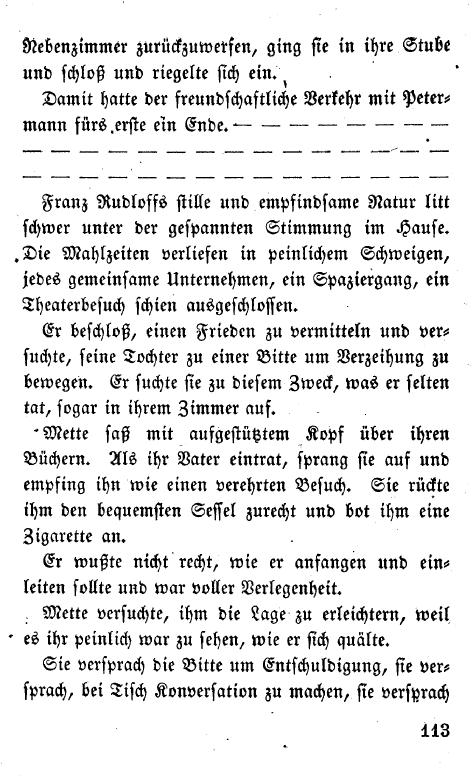 Nebenzimmer zurückzuwerfen, ging sie in ihre Stube
und schloß und riegelte sich ein.
Damit hatte der freundschaftliche Verkehr mit Peter-
mann fürs erste ein Ende. — — — — — — — — —
— — — — — — — — — — — — — — — — —
— — — — — — — — — — — — — — — — —
Franz Rudloffs stille und empfindsame Natur litt
schwer unter der gespannten Stimmung im Hause.
Die Mahlzeiten verliefen in peinlichem Schweigen,
jedes gemeinsame Unternehmen, ein Spaziergang, ein
Theaterbesuch schien ausgeschlossen.
Er beschloß, einen Frieden zu vermitteln und ver-
suchte, seine Tochter zu einer Bitte um Verzeihung zu
bewegen. Er suchte sie zu diesem Zweck, was er selten
tat, sogar in ihrem Zimmer auf.
Mette saß mit aufgestütztem Kopf über ihren
Büchern. Als ihr Vater eintrat, sprang sie auf und
empfing ihn wie einen verehrten Besuch. Sie rückte
ihm den bequemsten Sessel zurecht und bot ihm eine
Zigarette an.
Er wußte nicht recht, wie er anfangen und ein-
leiten sollte und war voller Verlegenheit.
Mette versuchte, ihm die Lage zu erleichtern, weil
es ihr peinlich war zu sehen, wie er sich quälte.
Sie versprach die Bitte um Entschuldigung, sie ver-
sprach, bei Tisch Konversation zu machen, sie versprach
113